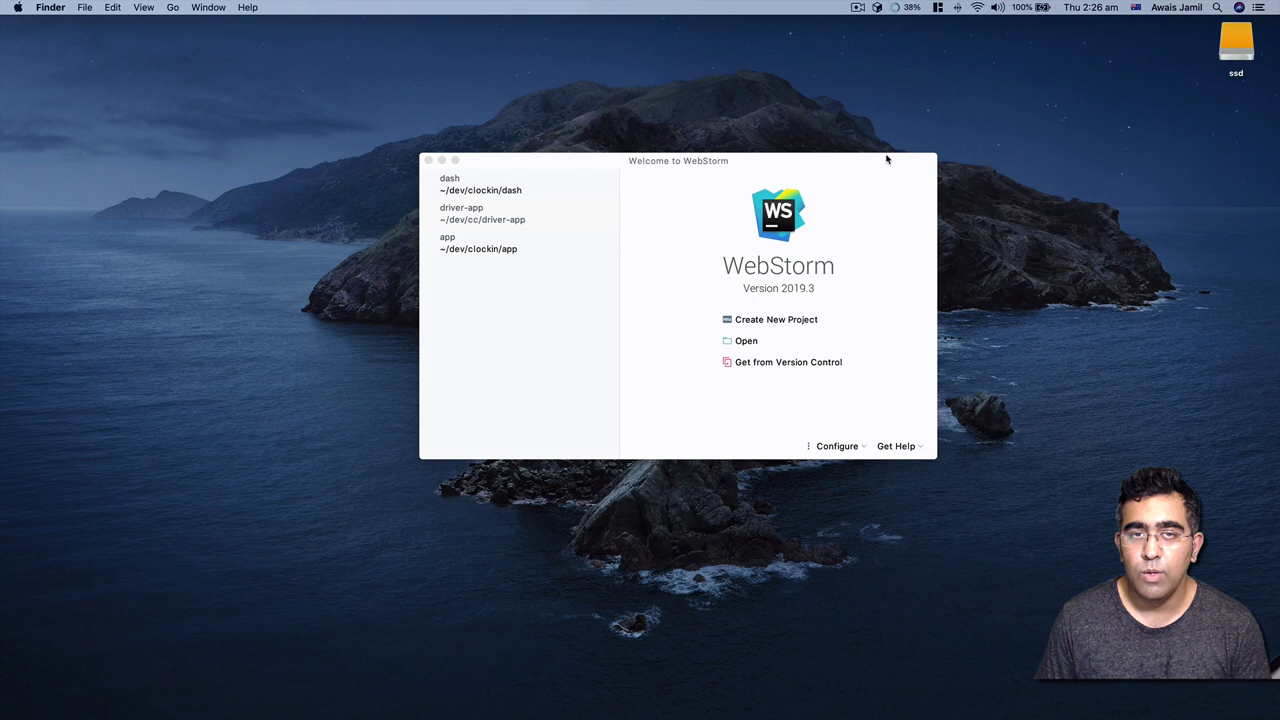 Finder File Edit View Go Window Help 38% 100% Thu 2:26 am Awais Jamil
ssd
Welcome to WebStorm
dash
~/dev/clockin/dash
driver-app
~/dev/cc/driver-app
app
~/dev/clockin/app
WS
WebStorm
Version 2019.3
Create New Project
Open
Get from Version Control
Configure Get Help